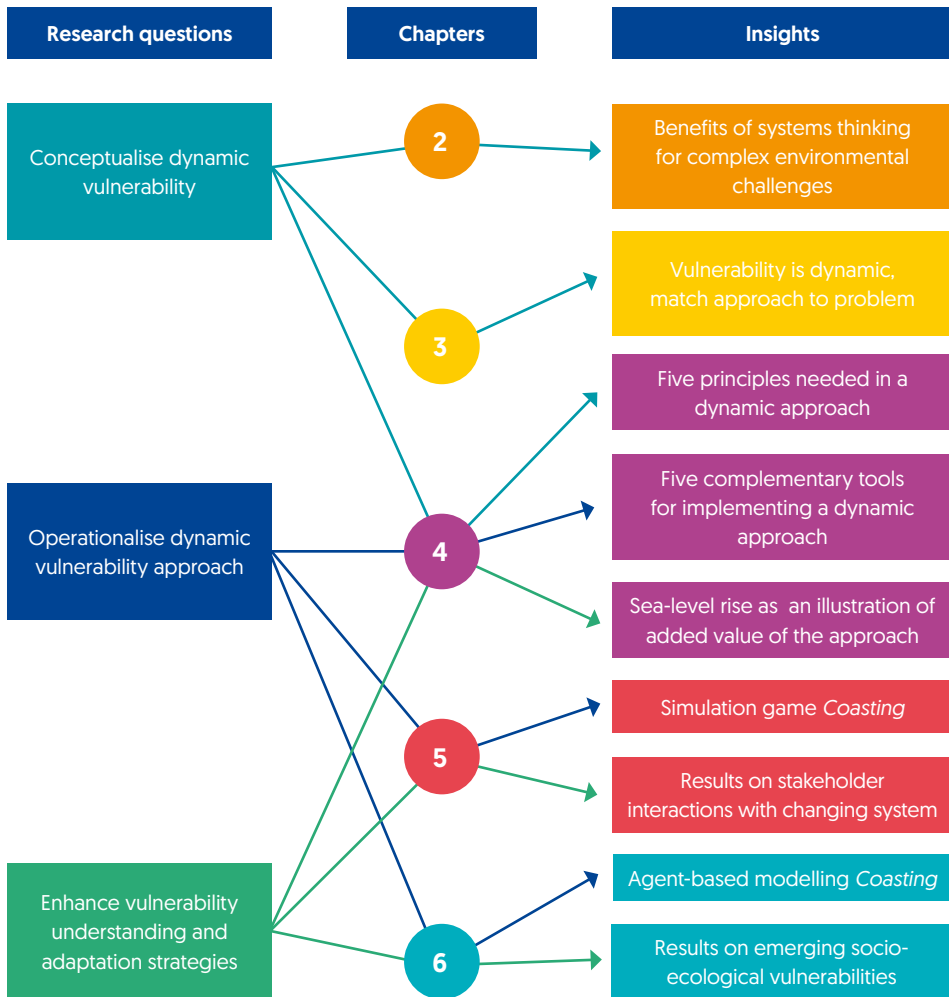 Research questions
Chapters
Insights
Conceptualise dynamic
vulnerability
2
Benefits of systems thinking
for complex environmental
challenges
3
Vulnerability is dynamic,
match approach to problem
Five principles needed in a
dynamic approach
Operationalise dynamic
vulnerability approach
4
Five complementary tools
for implementing a dynamic
approach
Sea-level rise as  an illustration of
added value of the approach
5
Simulation game Coasting
Results on stakeholder
interactions with changing system
Enhance vulnerability
understanding and
adaptation strategies
6
Agent-based modelling Coasting
Results on emerging socio-
ecological vulnerabilities